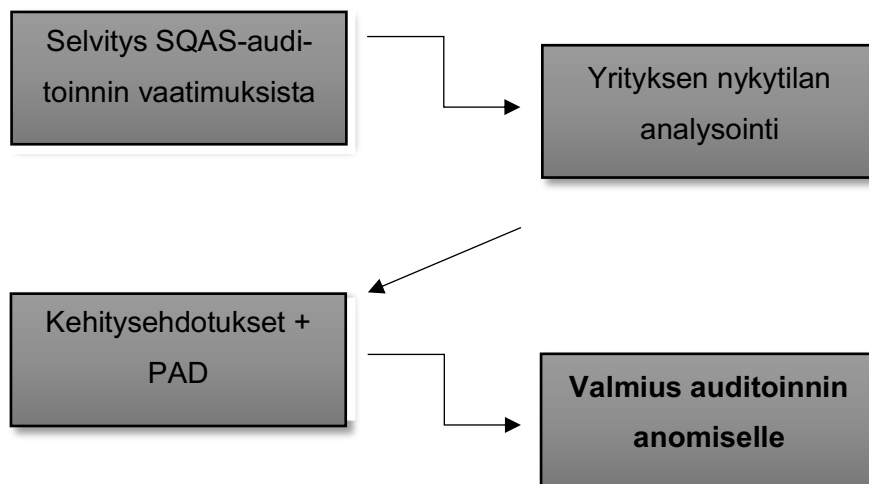 Selvitys SQAS-audi-
toinnin vaatimuksista
Yrityksen nykytilan
analysointi
Kehitysehdotukset +
PAD
Valmius auditoinnin
anomiselle